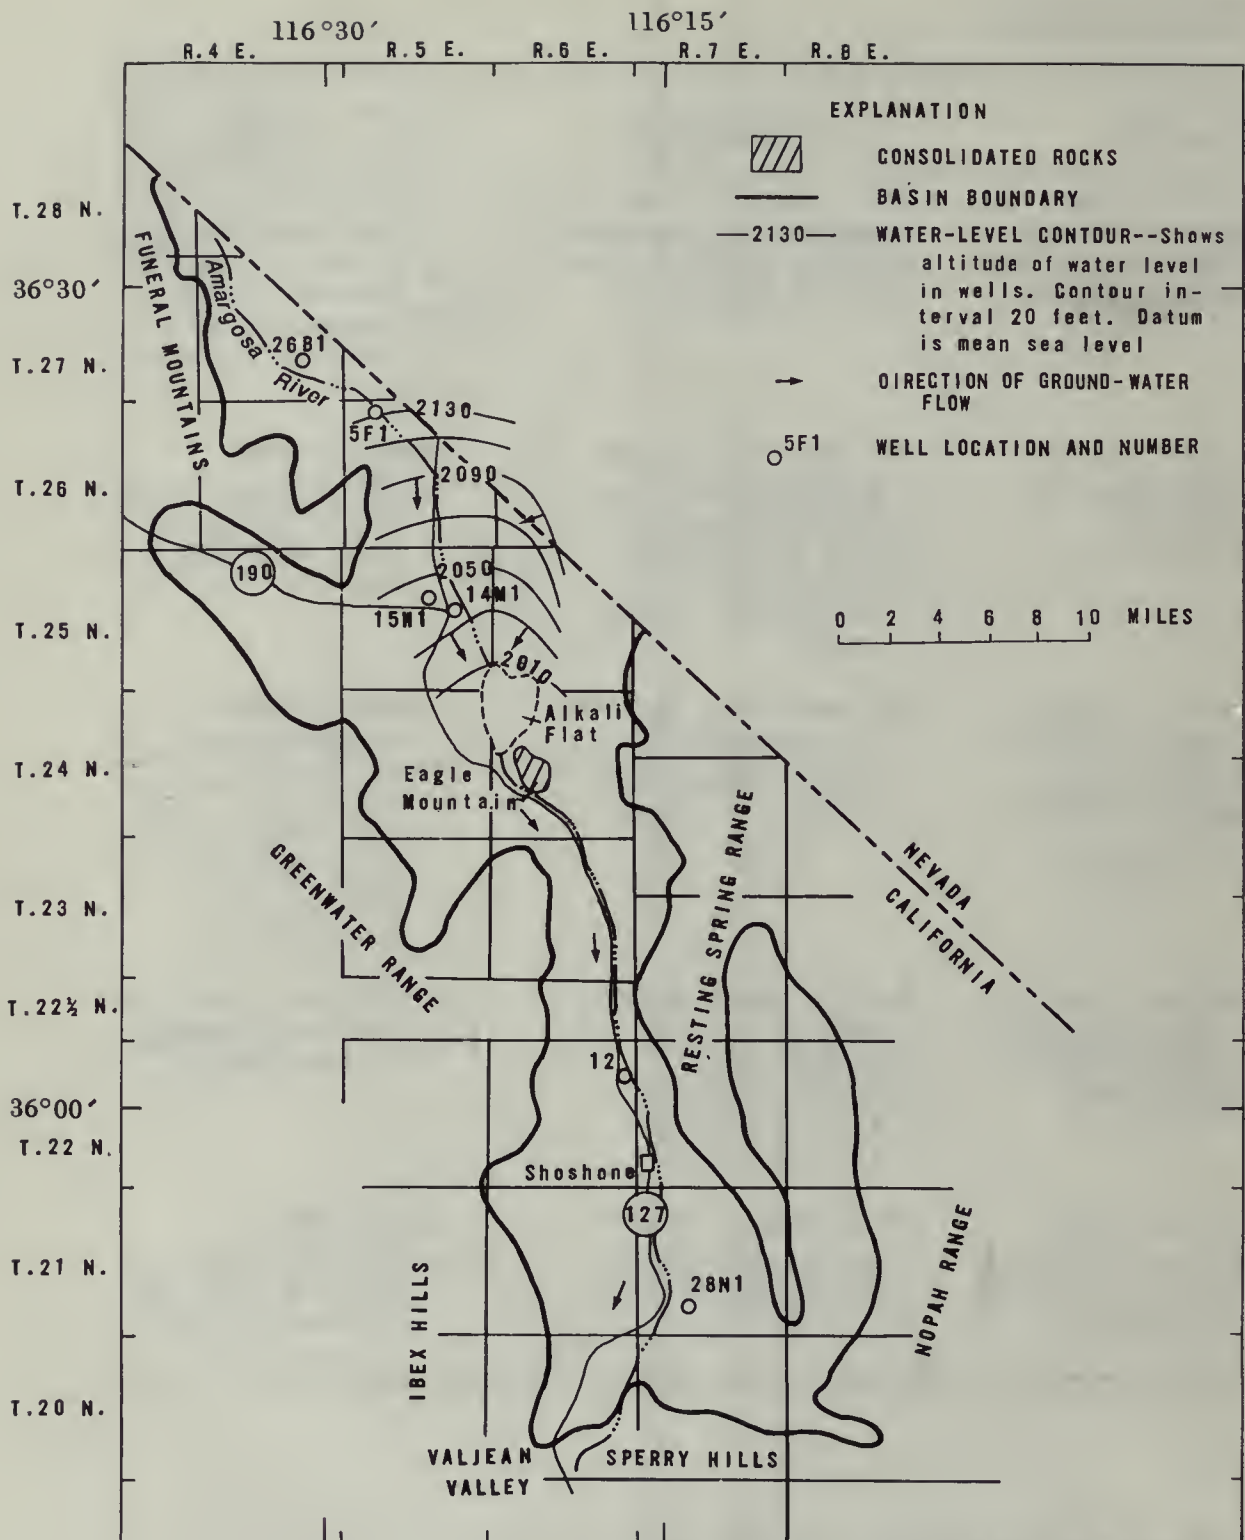 116°30′ 116°15′
R.4 E. R.5 E. R.6 E. R.7 E. R.8 E.
EXPLANATION
CONSOLIDATED ROCKS
BASIN BOUNDARY
2130 WATER-LEVEL CONTOUR--Shows
altitude of water level
in wells. Contour in-
terval 20 feet. Datum
is mean sea level
DIRECTION OF GROUND-WATER
FLOW
5F1 WELL LOCATION AND NUMBER
0 2 4 6 8 10 MILES
T.28 N.
36°30′
T.27 N.
T.26 N.
T.25 N.
T.24 N.
T.23 N.
T.22½ N.
36°00′
T.22 N.
T.21 N.
T.20 N.
FUNERAL MOUNTAINS
Amargosa
River
26B1
5F1
2130
2090
190
2050
14M1
15M1
2010
Alkali
Flat
Eagle
Mountain
GREENWATER RANGE
RESTING SPRING RANGE
NEVADA
CALIFORNIA
12
Shoshone
127
28N1
IBEX HILLS
NOPAH RANGE
VALJEAN
VALLEY
SPERRY HILLS